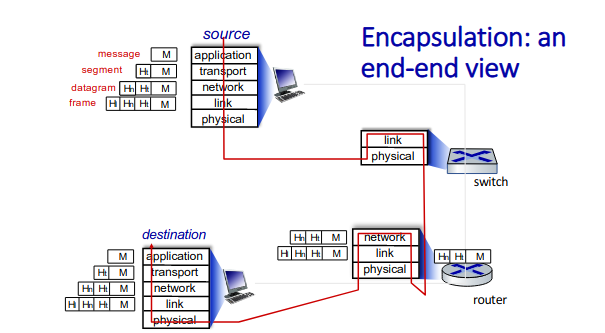 source
Encapsulation: an
end-end view
message M
segment Ht M
datagram Hn Ht M
frame Hl Hn Ht M
application
transport
network
link
physical
link
physical
switch
destination
M
Ht M
Hn Ht M
Hl Hn Ht M
application
transport
network
link
physical
Hn Ht M
Hl Hn Ht M
network
link
physical
Hn Ht M
router